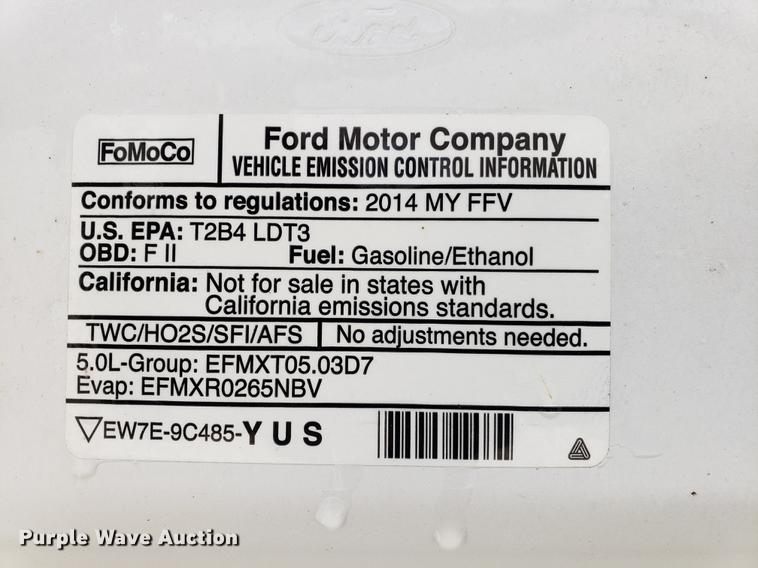 Ford
FoMoCo
Ford Motor Company
VEHICLE EMISSION CONTROL INFORMATION
Conforms to regulations: 2014 MY FFV
U.S. EPA: T2B4 LDT3
OBD: F II Fuel: Gasoline/Ethanol
California: Not for sale in states with
California emissions standards.
TWC/HO2S/SFI/AFS No adjustments needed.
5.0L-Group: EFMXT05.03D7
Evap: EFMXR0265NBV
EW7E-9C485-Y U S
Purple Wave Auction